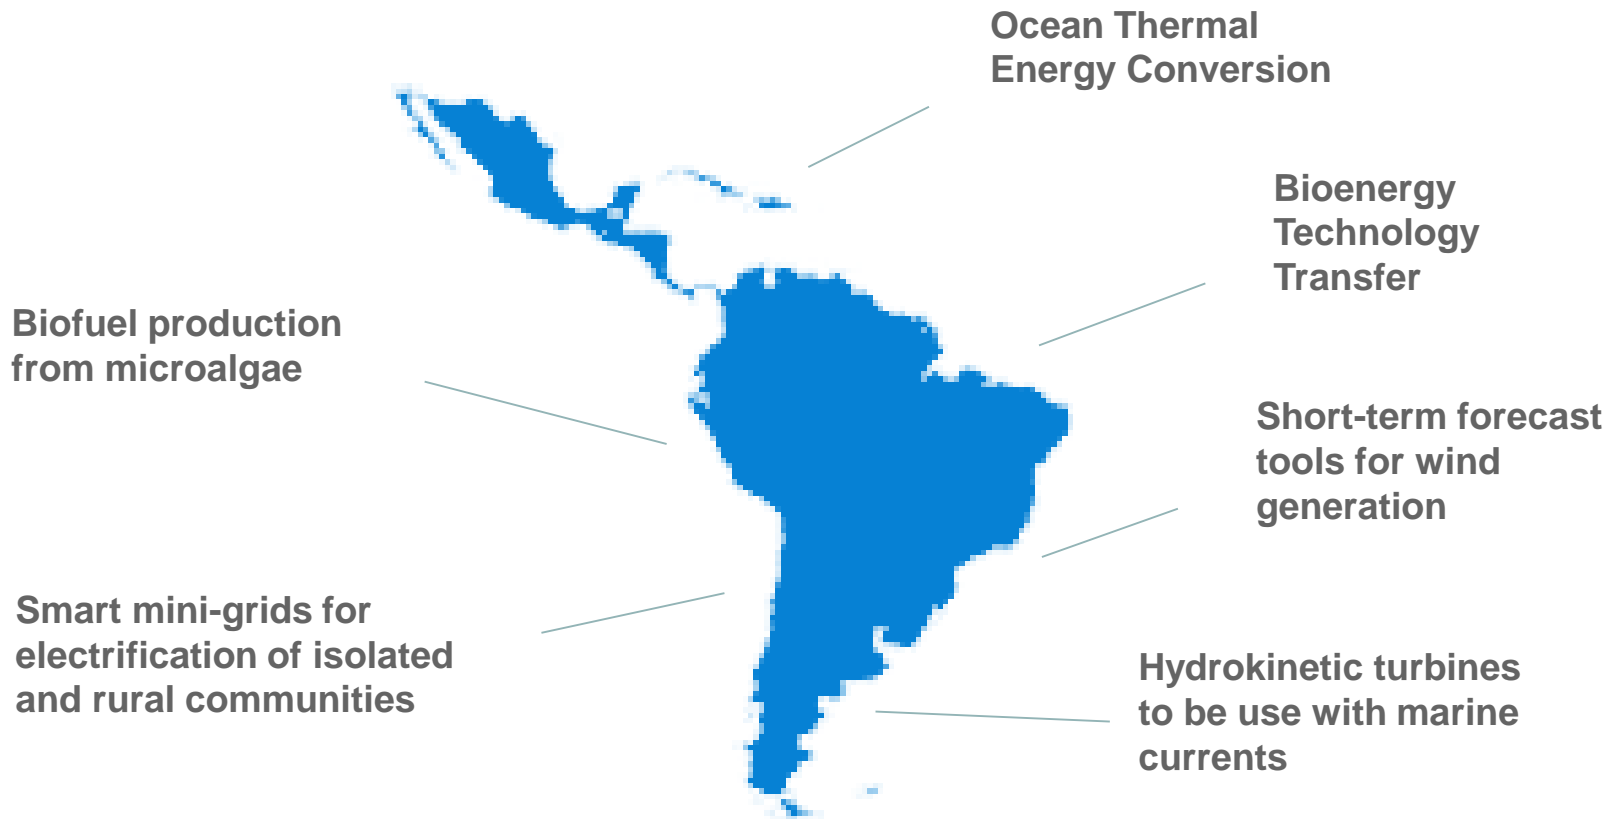 Ocean Thermal
Energy Conversion
Bioenergy
Technology
Transfer
Biofuel production
from microalgae
Short-term forecast
tools for wind
generation
Smart mini-grids for
electrification of isolated
and rural communities
Hydrokinetic turbines
to be use with marine
currents